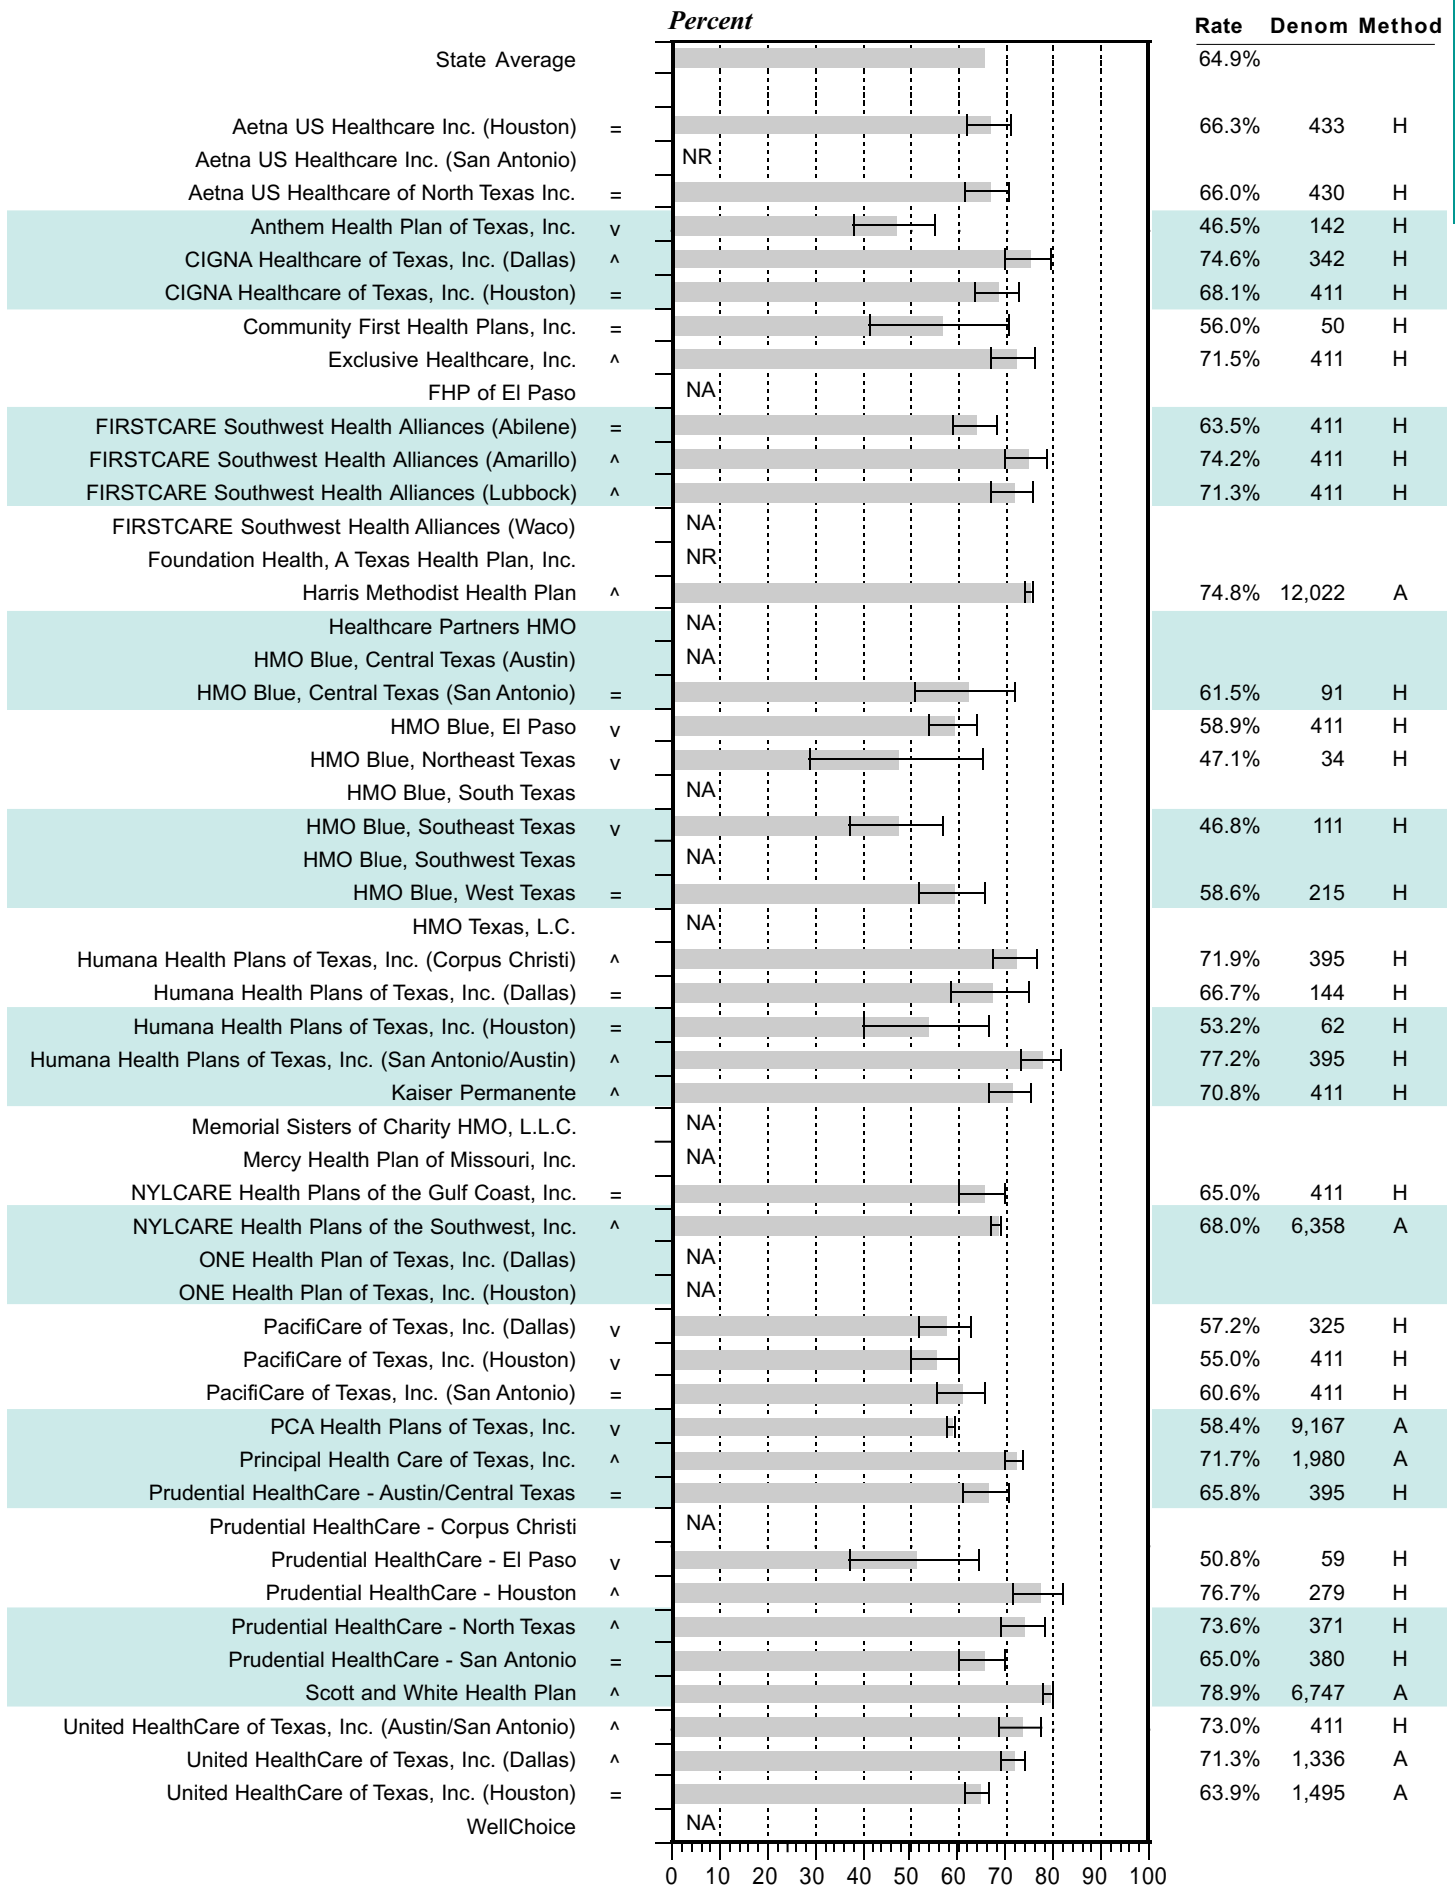 Percent Rate Denom Method
State Average 64.9%
Aetna US Healthcare Inc. (Houston) = 66.3% 433 H
Aetna US Healthcare Inc. (San Antonio) NR
Aetna US Healthcare of North Texas Inc. = 66.0% 430 H
Anthem Health Plan of Texas, Inc. v 46.5% 142 H
CIGNA Healthcare of Texas, Inc. (Dallas) ^ 74.6% 342 H
CIGNA Healthcare of Texas, Inc. (Houston) = 68.1% 411 H
Community First Health Plans, Inc. = 56.0% 50 H
Exclusive Healthcare, Inc. ^ 71.5% 411 H
FHP of El Paso NA
FIRSTCARE Southwest Health Alliances (Abilene) = 63.5% 411 H
FIRSTCARE Southwest Health Alliances (Amarillo) ^ 74.2% 411 H
FIRSTCARE Southwest Health Alliances (Lubbock) ^ 71.3% 411 H
FIRSTCARE Southwest Health Alliances (Waco) NA
Foundation Health, A Texas Health Plan, Inc. NR
Harris Methodist Health Plan ^ 74.8% 12,022 A
Healthcare Partners HMO NA
HMO Blue, Central Texas (Austin) NA
HMO Blue, Central Texas (San Antonio) = 61.5% 91 H
HMO Blue, El Paso v 58.9% 411 H
HMO Blue, Northeast Texas v 47.1% 34 H
HMO Blue, South Texas NA
HMO Blue, Southeast Texas v 46.8% 111 H
HMO Blue, Southwest Texas NA
HMO Blue, West Texas = 58.6% 215 H
HMO Texas, L.C. NA
Humana Health Plans of Texas, Inc. (Corpus Christi) ^ 71.9% 395 H
Humana Health Plans of Texas, Inc. (Dallas) = 66.7% 144 H
Humana Health Plans of Texas, Inc. (Houston) = 53.2% 62 H
Humana Health Plans of Texas, Inc. (San Antonio/Austin) ^ 77.2% 395 H
Kaiser Permanente ^ 70.8% 411 H
Memorial Sisters of Charity HMO, L.L.C. NA
Mercy Health Plan of Missouri, Inc. NA
NYLCARE Health Plans of the Gulf Coast, Inc. = 65.0% 411 H
NYLCARE Health Plans of the Southwest, Inc. ^ 68.0% 6,358 A
ONE Health Plan of Texas, Inc. (Dallas) NA
ONE Health Plan of Texas, Inc. (Houston) NA
PacifiCare of Texas, Inc. (Dallas) v 57.2% 325 H
PacifiCare of Texas, Inc. (Houston) v 55.0% 411 H
PacifiCare of Texas, Inc. (San Antonio) = 60.6% 411 H
PCA Health Plans of Texas, Inc. v 58.4% 9,167 A
Principal Health Care of Texas, Inc. ^ 71.7% 1,980 A
Prudential HealthCare - Austin/Central Texas = 65.8% 395 H
Prudential HealthCare - Corpus Christi NA
Prudential HealthCare - El Paso v 50.8% 59 H
Prudential HealthCare - Houston ^ 76.7% 279 H
Prudential HealthCare - North Texas ^ 73.6% 371 H
Prudential HealthCare - San Antonio = 65.0% 380 H
Scott and White Health Plan ^ 78.9% 6,747 A
United HealthCare of Texas, Inc. (Austin/San Antonio) ^ 73.0% 411 H
United HealthCare of Texas, Inc. (Dallas) ^ 71.3% 1,336 A
United HealthCare of Texas, Inc. (Houston) = 63.9% 1,495 A
WellChoice NA
0 10 20 30 40 50 60 70 80 90 100